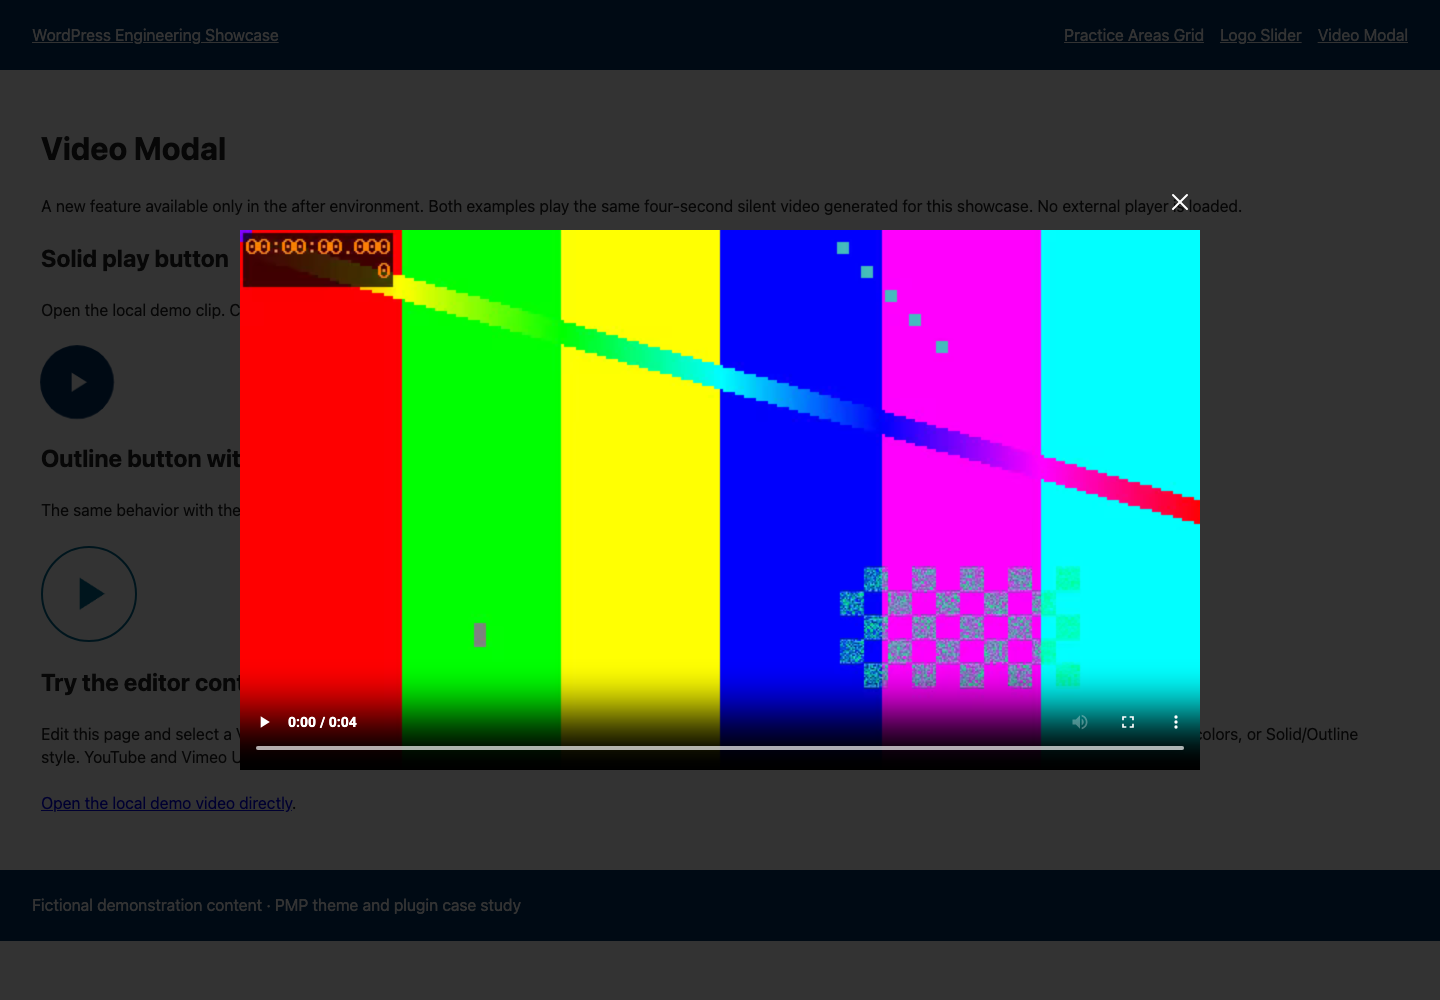 WordPress Engineering Showcase
Practice Areas Grid Logo Slider Video Modal
Video Modal
A new feature available only in the after environment. Both examples play the same four-second silent video generated for this showcase. No external player loaded.
Solid play button
00:00:00.000
0
Open the local demo clip.
Outline button
The same behavior with the
Try the editor
Edit this page and select a
colors, or Solid/Outline
style. YouTube and Vimeo
Open the local demo video directly.
0:00 / 0:04
Fictional demonstration content · PMP theme and plugin case study